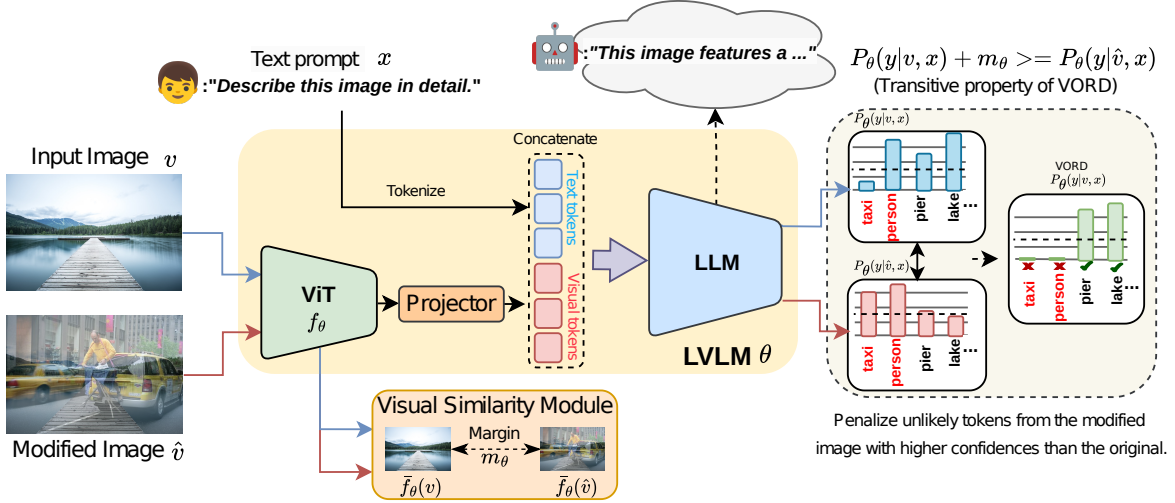 Text prompt x
:"Describe this image in detail."
:"This image features a ..."
P_θ(y|v, x) + m_θ >= P_θ(y|v̂, x)
(Transitive property of VORD)
Input Image v
Modified Image v̂
Tokenize
Concatenate
Text tokens
Visual tokens
ViT
f_θ
Projector
LLM
LVLM θ
Visual Similarity Module
Margin
m_θ
f̅_θ(v)
f̅_θ(v̂)
P_θ(y|v, x)
taxi
person
pier
lake
...
P_θ(y|v̂, x)
taxi
person
pier
lake
...
VORD
P_θ(y|v, x)
taxi
person
pier
lake
...
Penalize unlikely tokens from the modified
image with higher confidences than the original.